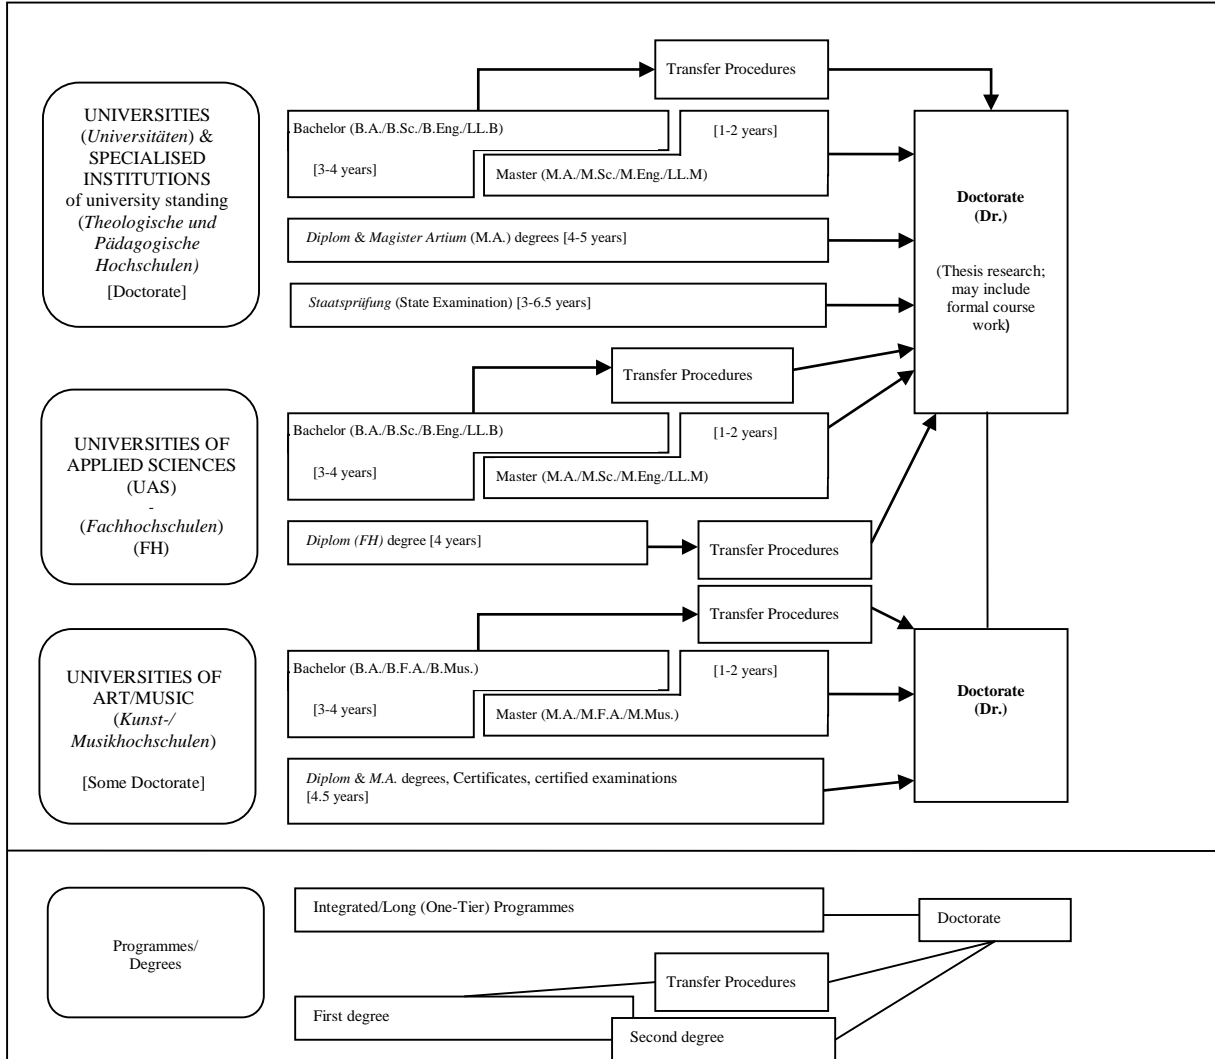 Transfer Procedures
UNIVERSITIES
(Universitäten) &
SPECIALISED
INSTITUTIONS
of university standing
(Theologische und
Pädagogische
Hochschulen)
[Doctorate]
Bachelor (B.A./B.Sc./B.Eng./LL.B)
[1-2 years]
[3-4 years]
Master (M.A./M.Sc./M.Eng./LL.M)
Diplom & Magister Artium (M.A.) degrees [4-5 years]
Staatsprüfung (State Examination) [3-6.5 years]
Doctorate
(Dr.)
(Thesis research;
may include
formal course
work)
Transfer Procedures
UNIVERSITIES OF
APPLIED SCIENCES
(UAS)
-
(Fachhochschulen)
(FH)
Bachelor (B.A./B.Sc./B.Eng./LL.B)
[1-2 years]
[3-4 years]
Master (M.A./M.Sc./M.Eng./LL.M)
Diplom (FH) degree [4 years]
Transfer Procedures
Transfer Procedures
UNIVERSITIES OF
ART/MUSIC
(Kunst-/
Musikhochschulen)
[Some Doctorate]
Bachelor (B.A./B.F.A./B.Mus.)
[1-2 years]
[3-4 years]
Master (M.A./M.F.A./M.Mus.)
Diplom & M.A. degrees, Certificates, certified examinations
[4.5 years]
Doctorate
(Dr.)
Programmes/
Degrees
Integrated/Long (One-Tier) Programmes
Doctorate
Transfer Procedures
First degree
Second degree